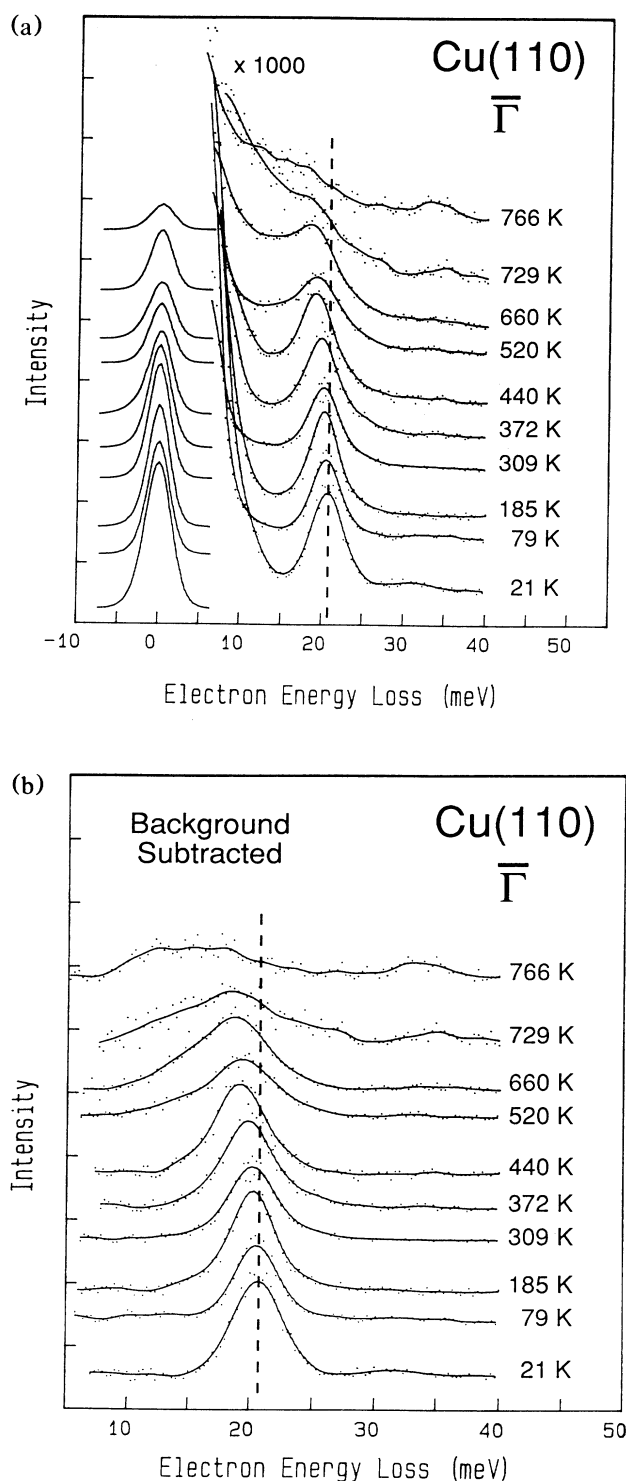 (a)
x 1000
Cu(110)
Γ̅
766 K
729 K
660 K
520 K
440 K
372 K
309 K
185 K
79 K
21 K
Intensity
-10 0 10 20 30 40 50
Electron Energy Loss (meV)
(b)
Background
Subtracted
Cu(110)
Γ̅
766 K
729 K
660 K
520 K
440 K
372 K
309 K
185 K
79 K
21 K
Intensity
10 20 30 40 50
Electron Energy Loss (meV)